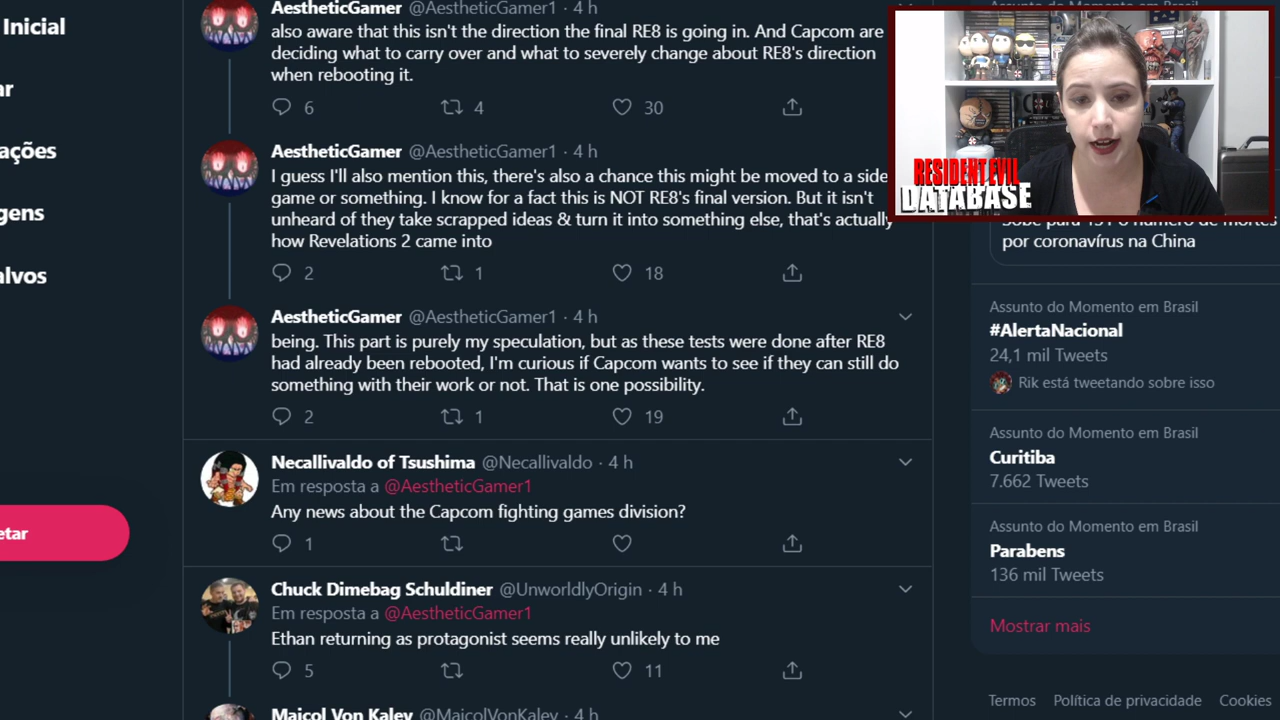 Inicial
ar
ações
gens
alvos
etar
AestheticGamer @AestheticGamer1 · 4 h
also aware that this isn't the direction the final RE8 is going in. And Capcom are
deciding what to carry over and what to severely change about RE8's direction
when rebooting it.
6 4 30
AestheticGamer @AestheticGamer1 · 4 h
I guess I'll also mention this, there's also a chance this might be moved to a side
game or something. I know for a fact this is NOT RE8's final version. But it isn't
unheard of they take scrapped ideas & turn it into something else, that's actually
how Revelations 2 came into
2 1 18
AestheticGamer @AestheticGamer1 · 4 h
being. This part is purely my speculation, but as these tests were done after RE8
had already been rebooted, I'm curious if Capcom wants to see if they can still do
something with their work or not. That is one possibility.
2 1 19
Necallivaldo of Tsushima @Necallivaldo · 4 h
Em resposta a @AestheticGamer1
Any news about the Capcom fighting games division?
1
Chuck Dimebag Schuldiner @UnworldlyOrigin · 4 h
Em resposta a @AestheticGamer1
Ethan returning as protagonist seems really unlikely to me
5 11
Maicol Von Kaley @MaicolVonKaley · 4 h
RESIDENT EVIL
DATABASE
Sobe para 131 o número de mortes
por coronavírus na China
Assunto do Momento em Brasil
#AlertaNacional
24,1 mil Tweets
Rik está tweetando sobre isso
Assunto do Momento em Brasil
Curitiba
7.662 Tweets
Assunto do Momento em Brasil
Parabens
136 mil Tweets
Mostrar mais
Termos Política de privacidade Cookies